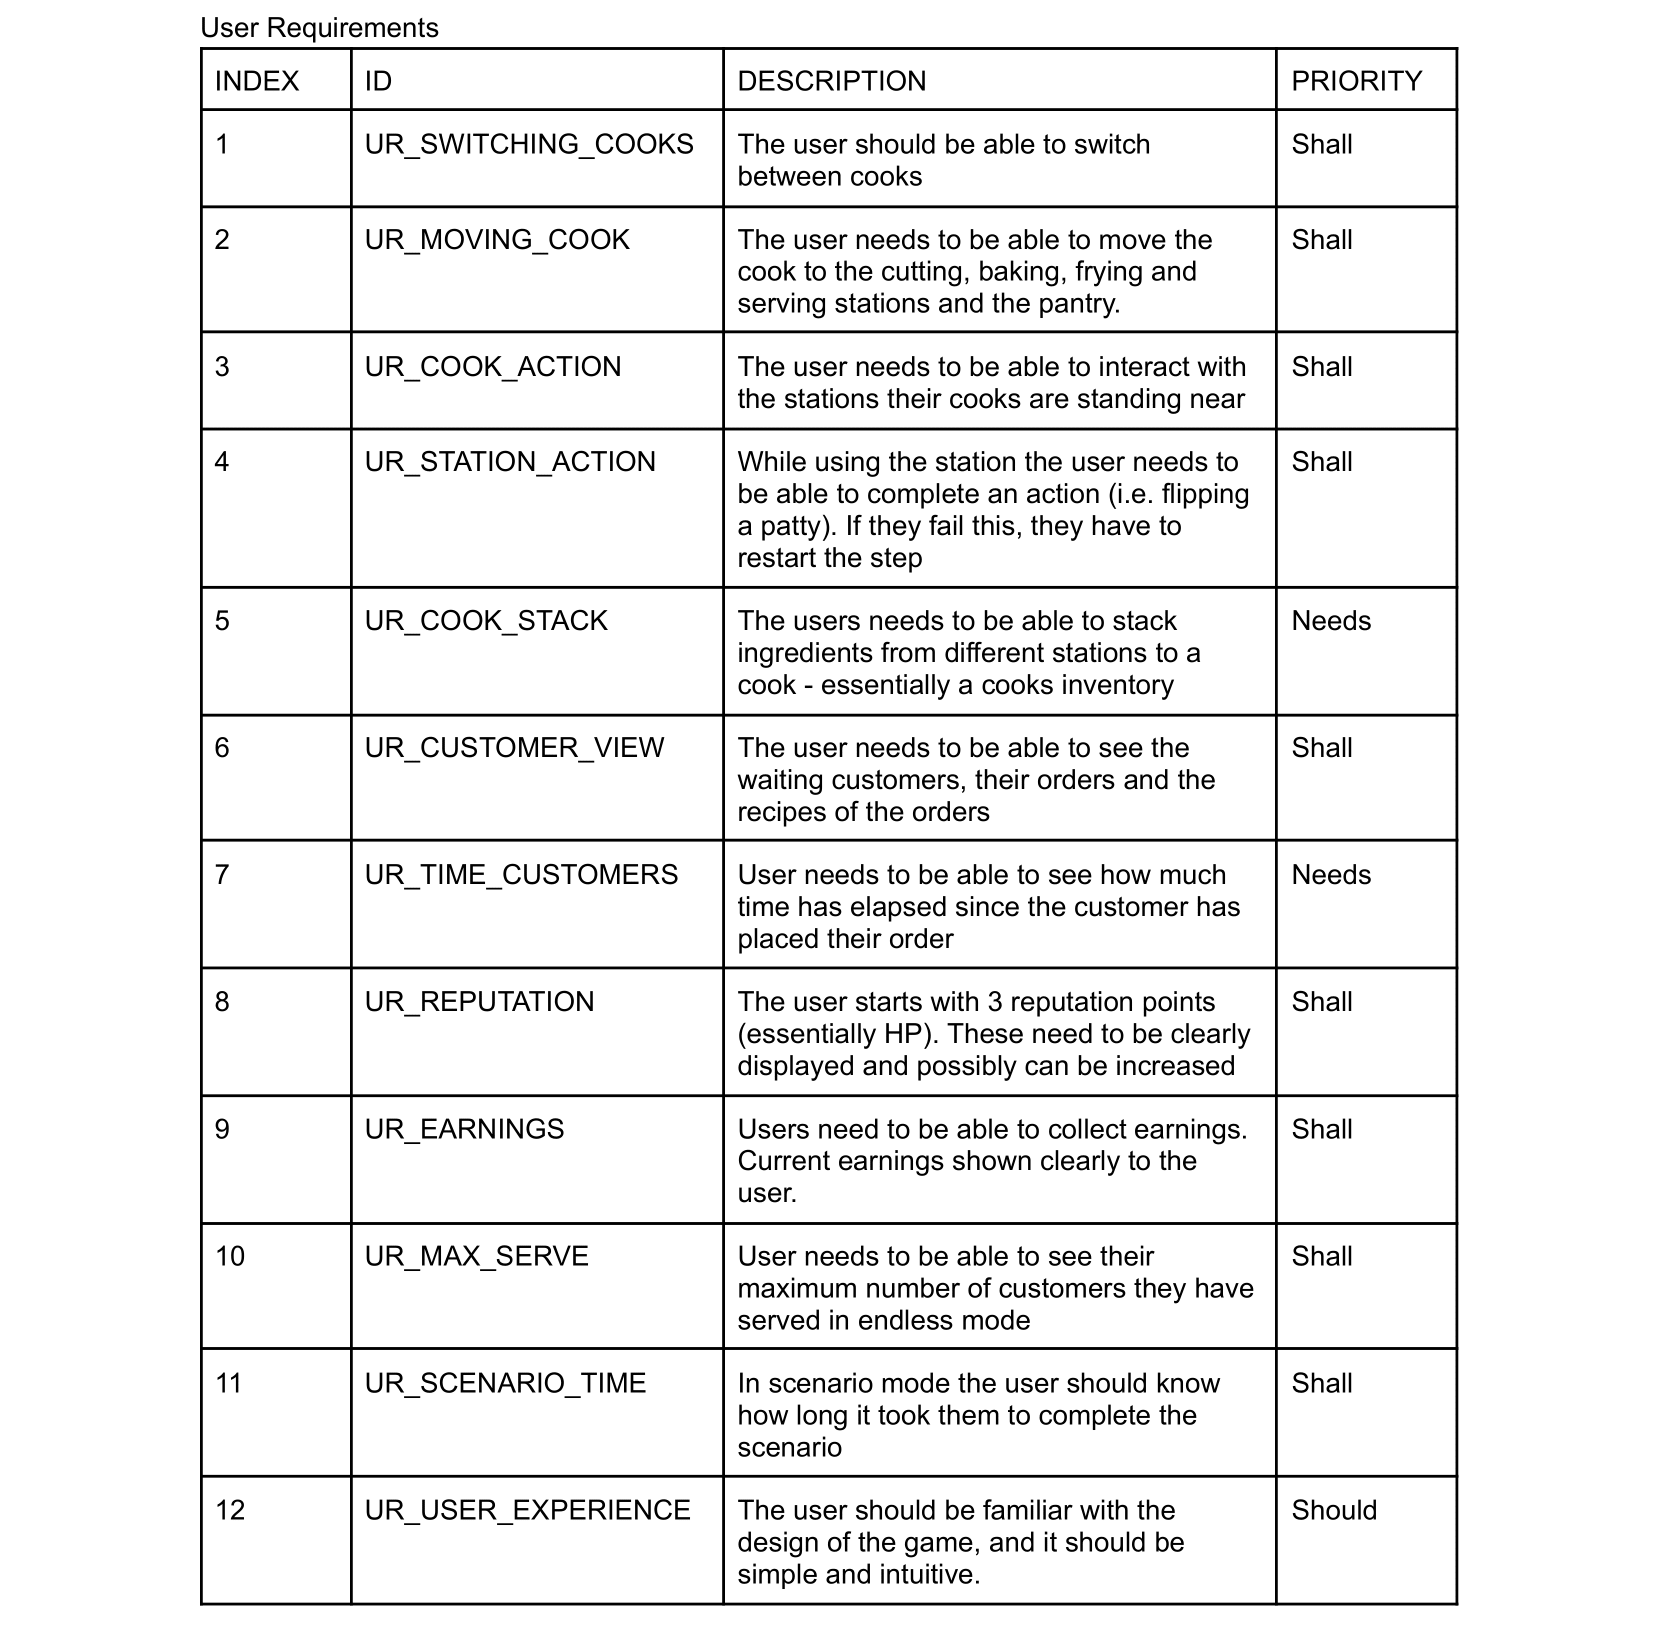 User Requirements
INDEX ID DESCRIPTION PRIORITY
1 UR_SWITCHING_COOKS The user should be able to switch Shall
between cooks
2 UR_MOVING_COOK The user needs to be able to move the Shall
cook to the cutting, baking, frying and
serving stations and the pantry.
3 UR_COOK_ACTION The user needs to be able to interact with Shall
the stations their cooks are standing near
4 UR_STATION_ACTION While using the station the user needs to Shall
be able to complete an action (i.e. flipping
a patty). If they fail this, they have to
restart the step
5 UR_COOK_STACK The users needs to be able to stack Needs
ingredients from different stations to a
cook - essentially a cooks inventory
6 UR_CUSTOMER_VIEW The user needs to be able to see the Shall
waiting customers, their orders and the
recipes of the orders
7 UR_TIME_CUSTOMERS User needs to be able to see how much Needs
time has elapsed since the customer has
placed their order
8 UR_REPUTATION The user starts with 3 reputation points Shall
(essentially HP). These need to be clearly
displayed and possibly can be increased
9 UR_EARNINGS Users need to be able to collect earnings. Shall
Current earnings shown clearly to the
user.
10 UR_MAX_SERVE User needs to be able to see their Shall
maximum number of customers they have
served in endless mode
11 UR_SCENARIO_TIME In scenario mode the user should know Shall
how long it took them to complete the
scenario
12 UR_USER_EXPERIENCE The user should be familiar with the Should
design of the game, and it should be
simple and intuitive.